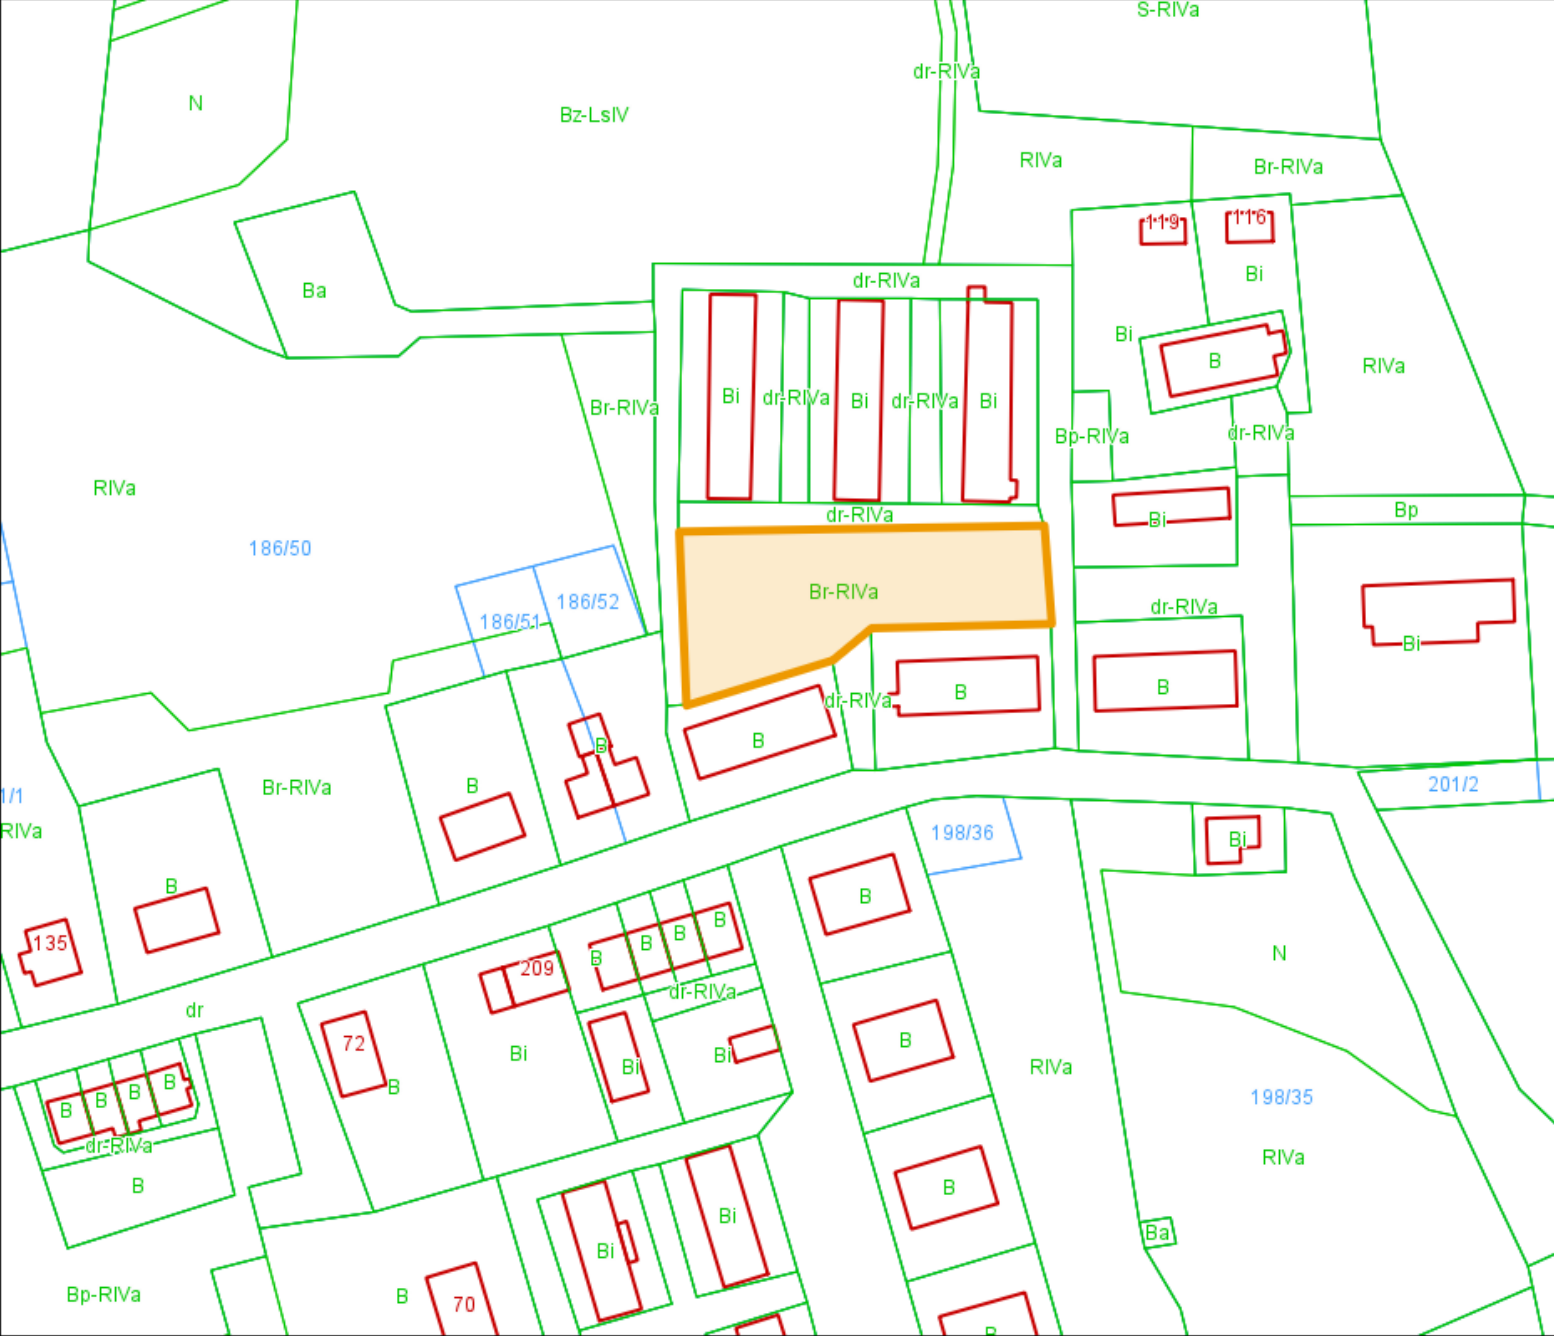 S-RIVa
dr-RIVa
N
Bz-LsIV
RIVa
Br-RIVa
119
116
Bi
dr-RIVa
Ba
Bi
B
RIVa
Bi
dr-RIVa
Bi
dr-RIVa
Bi
Br-RIVa
Bp-RIVa
dr-RIVa
RIVa
Bp
dr-RIVa
Bi
186/50
Br-RIVa
186/52
dr-RIVa
186/51
Bi
B
B
dr-RIVa
B
B
B
201/2
B
Br-RIVa
1/1
RIVa
198/36
Bi
B
B
B
B
B
B
135
N
209
dr-RIVa
dr
72
B
Bi
Bi
Bi
B
RIVa
B
B
B
B
198/35
dr-RIVa
RIVa
B
B
Bi
Ba
Bi
Bp-RIVa
B
70
B